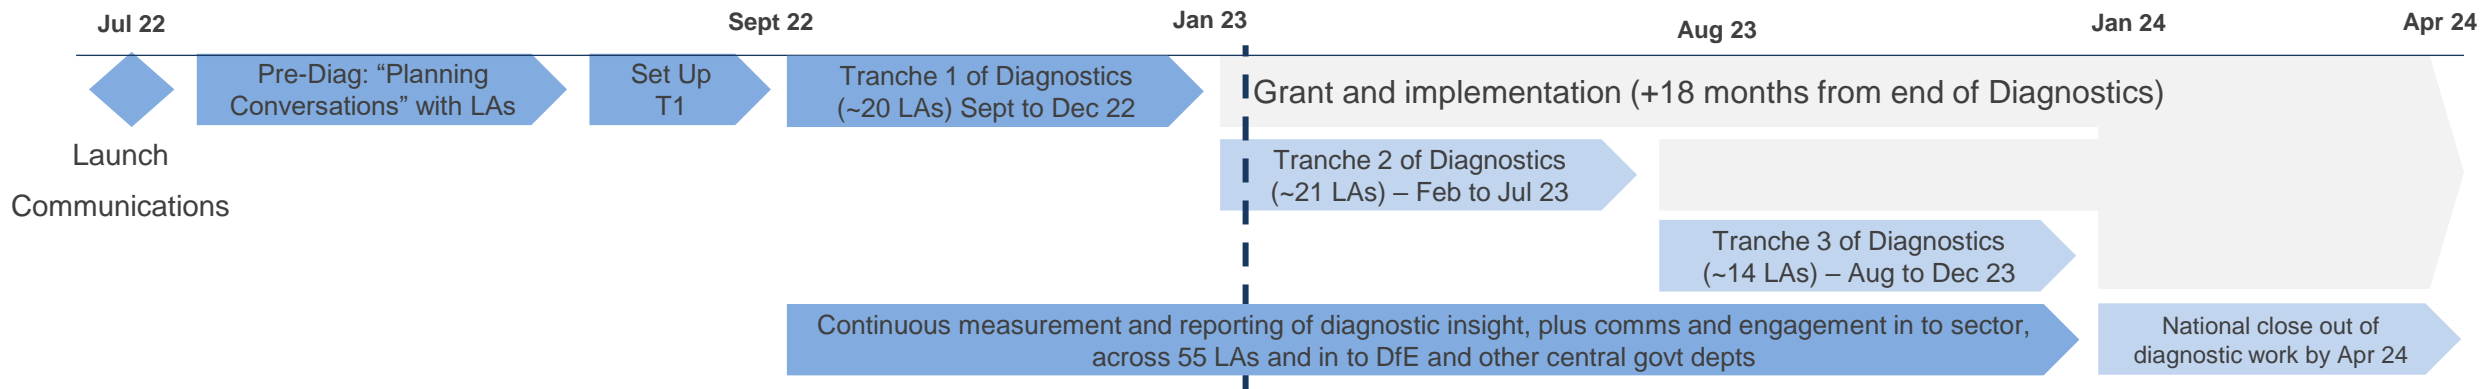 Jul 22
Sept 22
Jan 23
Aug 23
Jan 24
Apr 24
Pre-Diag: “Planning
Conversations” with LAs
Set Up
T1
Tranche 1 of Diagnostics
(~20 LAs) Sept to Dec 22
Grant and implementation (+18 months from end of Diagnostics)
Launch
Communications
Tranche 2 of Diagnostics
(~21 LAs) – Feb to Jul 23
Tranche 3 of Diagnostics
(~14 LAs) – Aug to Dec 23
Continuous measurement and reporting of diagnostic insight, plus comms and engagement in to sector,
across 55 LAs and in to DfE and other central govt depts
National close out of
diagnostic work by Apr 24